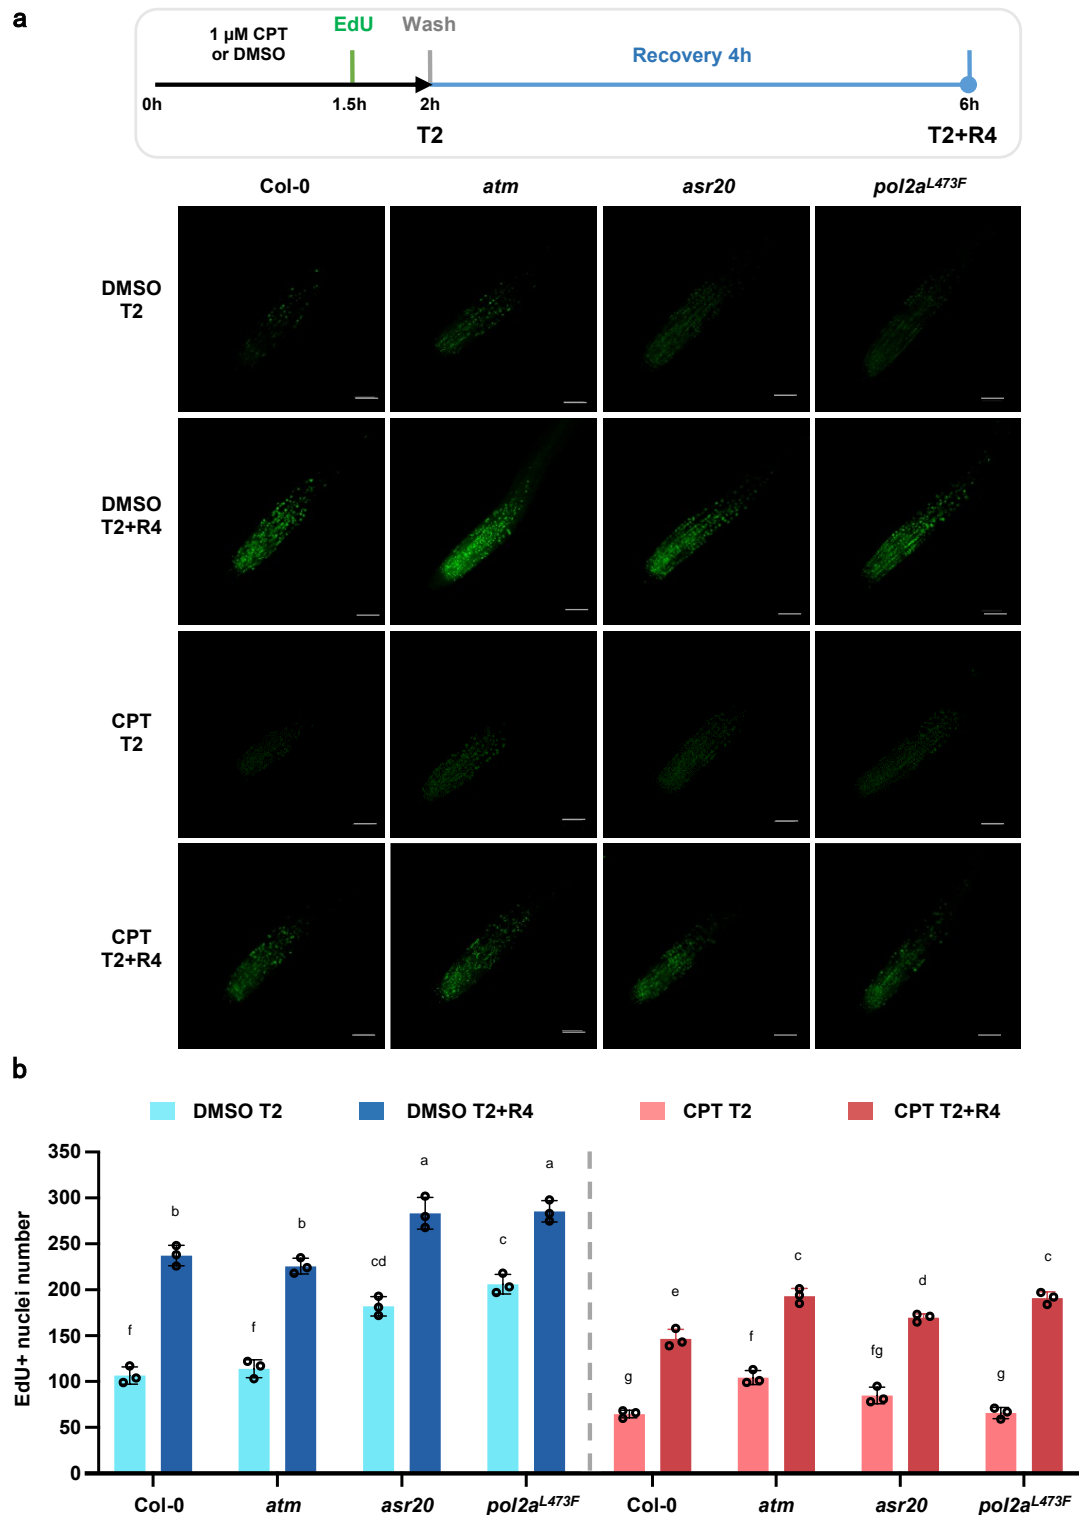 a
1 µM CPT
or DMSO
EdU
Wash
Recovery 4h
0h
1.5h
2h
6h
T2
T2+R4
Col-0
atm
asr20
pol2aL473F
DMSO
T2
DMSO
T2+R4
CPT
T2
CPT
T2+R4
b
DMSO T2
DMSO T2+R4
CPT T2
CPT T2+R4
EdU+ nuclei number
350
300
250
200
150
100
50
0
f
b
f
b
cd
a
c
a
g
e
f
c
fg
d
g
c
Col-0
atm
asr20
pol2aL473F
Col-0
atm
asr20
pol2aL473F